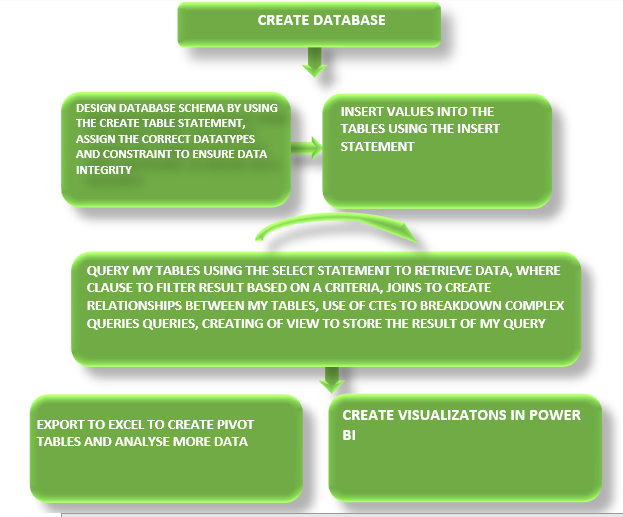 CREATE DATABASE
DESIGN DATABASE SCHEMA BY USING
THE CREATE TABLE STATEMENT,
ASSIGN THE CORRECT DATATYPES
AND CONSTRAINT TO ENSURE DATA
INTEGRITY
INSERT VALUES INTO THE
TABLES USING THE INSERT
STATEMENT
QUERY MY TABLES USING THE SELECT STATEMENT TO RETRIEVE DATA, WHERE
CLAUSE TO FILTER RESULT BASED ON A CRITERIA, JOINS TO CREATE
RELATIONSHIPS BETWEEN MY TABLES, USE OF CTEs TO BREAKDOWN COMPLEX
QUERIES QUERIES, CREATING OF VIEW TO STORE THE RESULT OF MY QUERY
EXPORT TO EXCEL TO CREATE PIVOT
TABLES AND ANALYSE MORE DATA
CREATE VISUALIZATONS IN POWER
BI